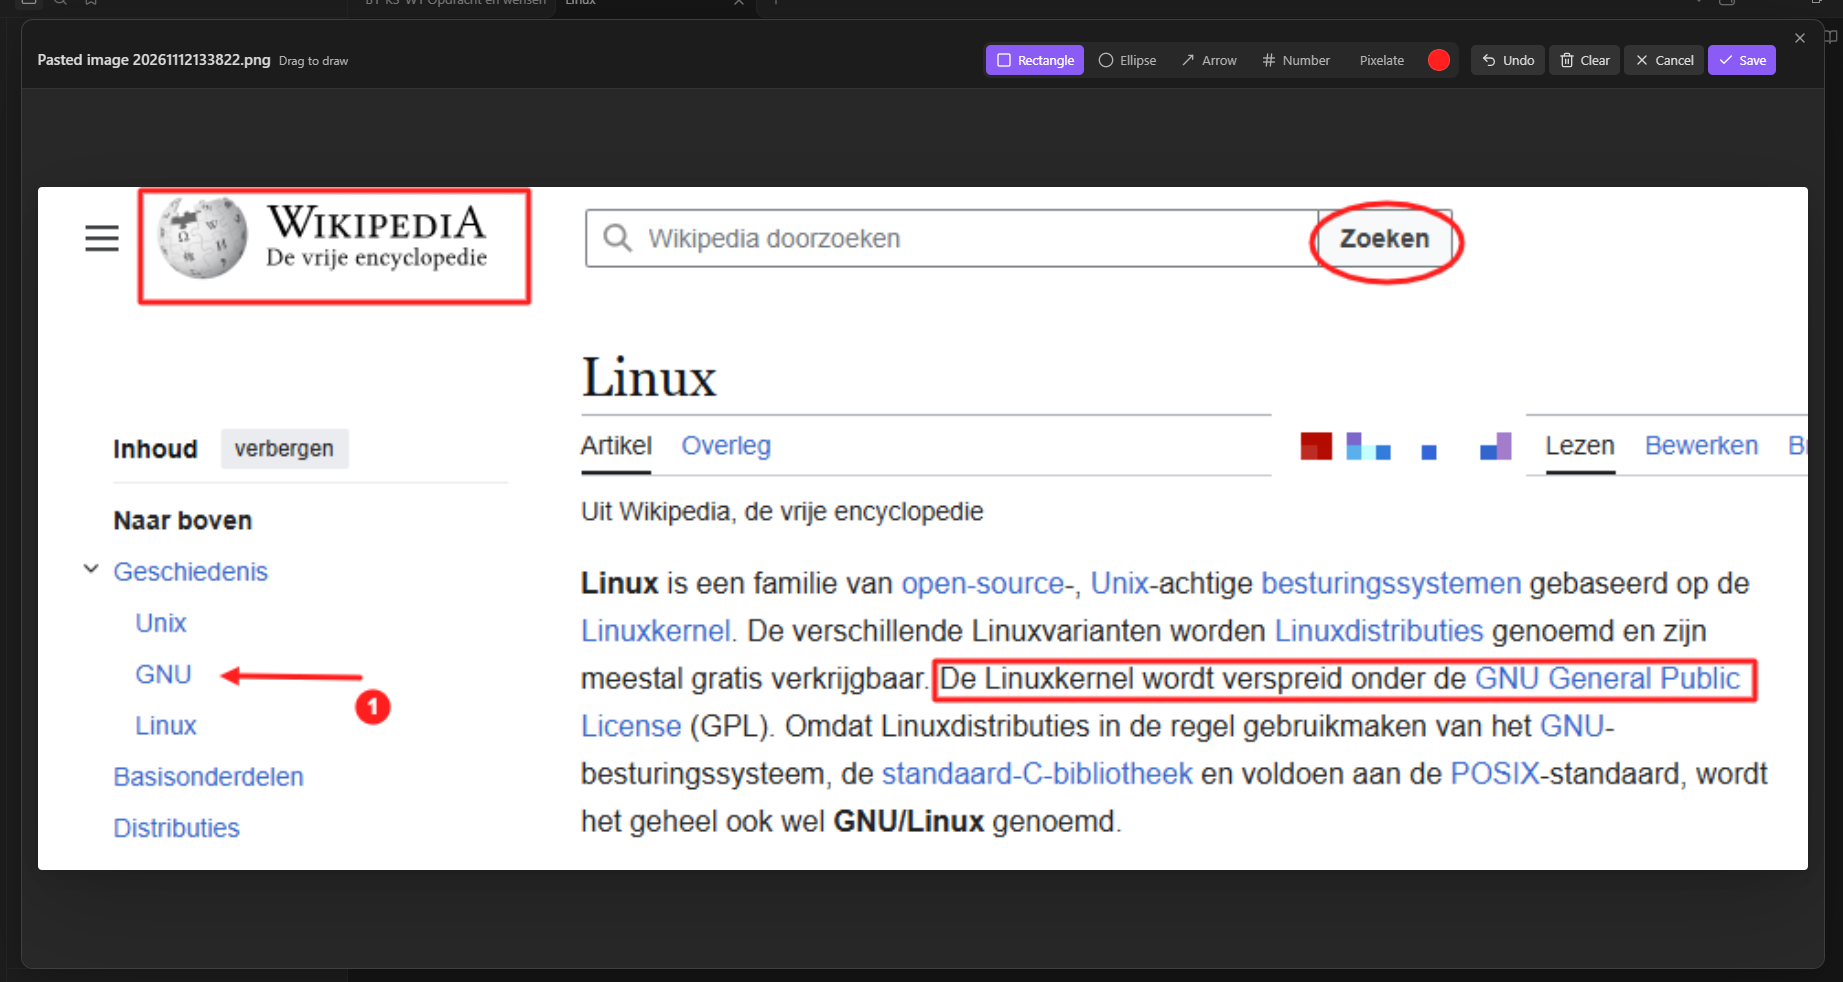 Linux
Pasted image 20261112133822.png Drag to draw
Rectangle Ellipse Arrow # Number Pixelate Undo Clear Cancel Save
WIKIPEDIA
De vrije encyclopedie
Wikipedia doorzoeken
Zoeken
Linux
Inhoud verbergen
Artikel Overleg
Lezen Bewerken
Uit Wikipedia, de vrije encyclopedie
Naar boven
Geschiedenis
Unix
GNU
1
Linux
Basisonderdelen
Distributies
Linux is een familie van open-source-, Unix-achtige besturingssystemen gebaseerd op de
Linuxkernel. De verschillende Linuxvarianten worden Linuxdistributies genoemd en zijn
meestal gratis verkrijgbaar. De Linuxkernel wordt verspreid onder de GNU General Public
License (GPL). Omdat Linuxdistributies in de regel gebruikmaken van het GNU-
besturingssysteem, de standaard-C-bibliotheek en voldoen aan de POSIX-standaard, wordt
het geheel ook wel GNU/Linux genoemd.